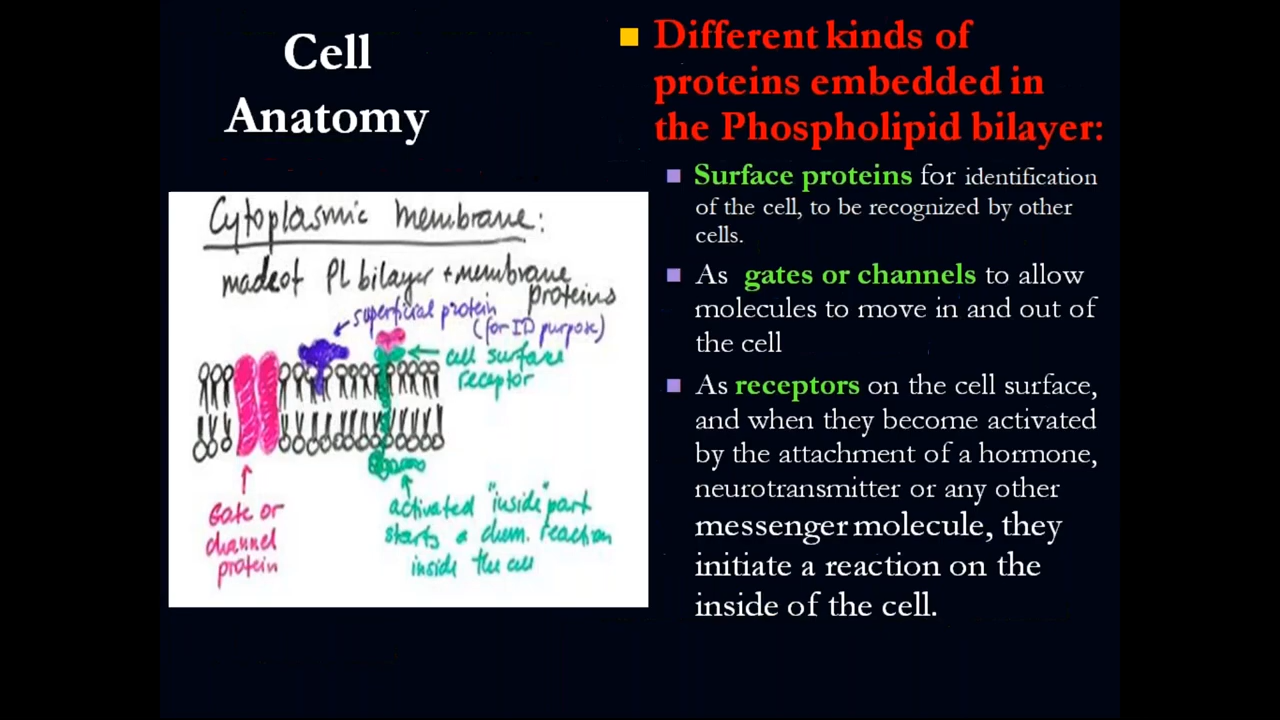 Cell
Anatomy
Cytoplasmic membrane:
made of PL bilayer + membrane
proteins
superficial protein
(for ID purpose)
cell surface
receptor
Gate or
channel
protein
activated "inside" part
starts a chem. reaction
inside the cell
Different kinds of
proteins embedded in
the Phospholipid bilayer:
Surface proteins for identification
of the cell, to be recognized by other
cells.
As gates or channels to allow
molecules to move in and out of
the cell
As receptors on the cell surface,
and when they become activated
by the attachment of a hormone,
neurotransmitter or any other
messenger molecule, they
initiate a reaction on the
inside of the cell.